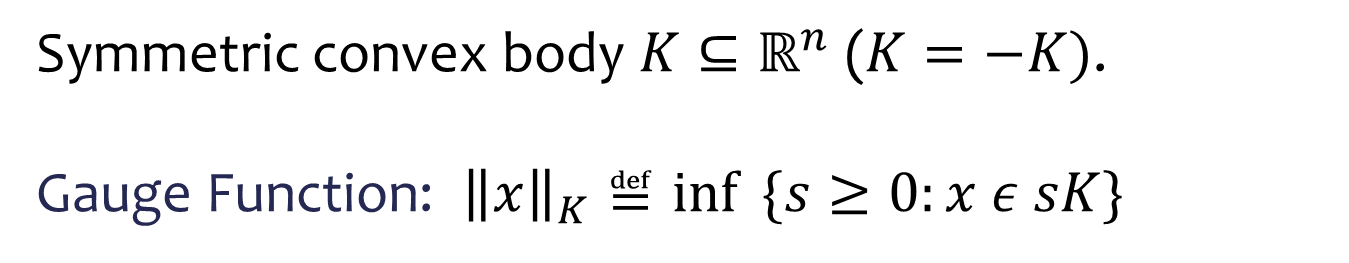 Symmetric convex body 𝐾 ⊆ ℝⁿ (𝐾 = −𝐾).
Gauge Function: ‖𝑥‖_𝐾 ≝ inf {𝑠 ≥ 0: 𝑥 ϵ 𝑠𝐾}